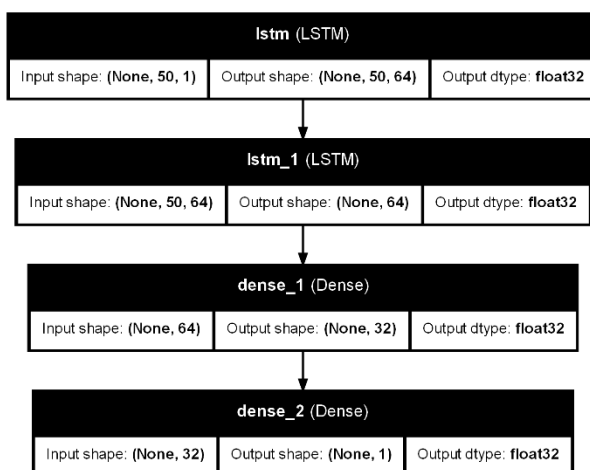 lstm (LSTM)
Input shape: (None, 50, 1) Output shape: (None, 50, 64) Output dtype: float32
lstm_1 (LSTM)
Input shape: (None, 50, 64) Output shape: (None, 64) Output dtype: float32
dense_1 (Dense)
Input shape: (None, 64) Output shape: (None, 32) Output dtype: float32
dense_2 (Dense)
Input shape: (None, 32) Output shape: (None, 1) Output dtype: float32